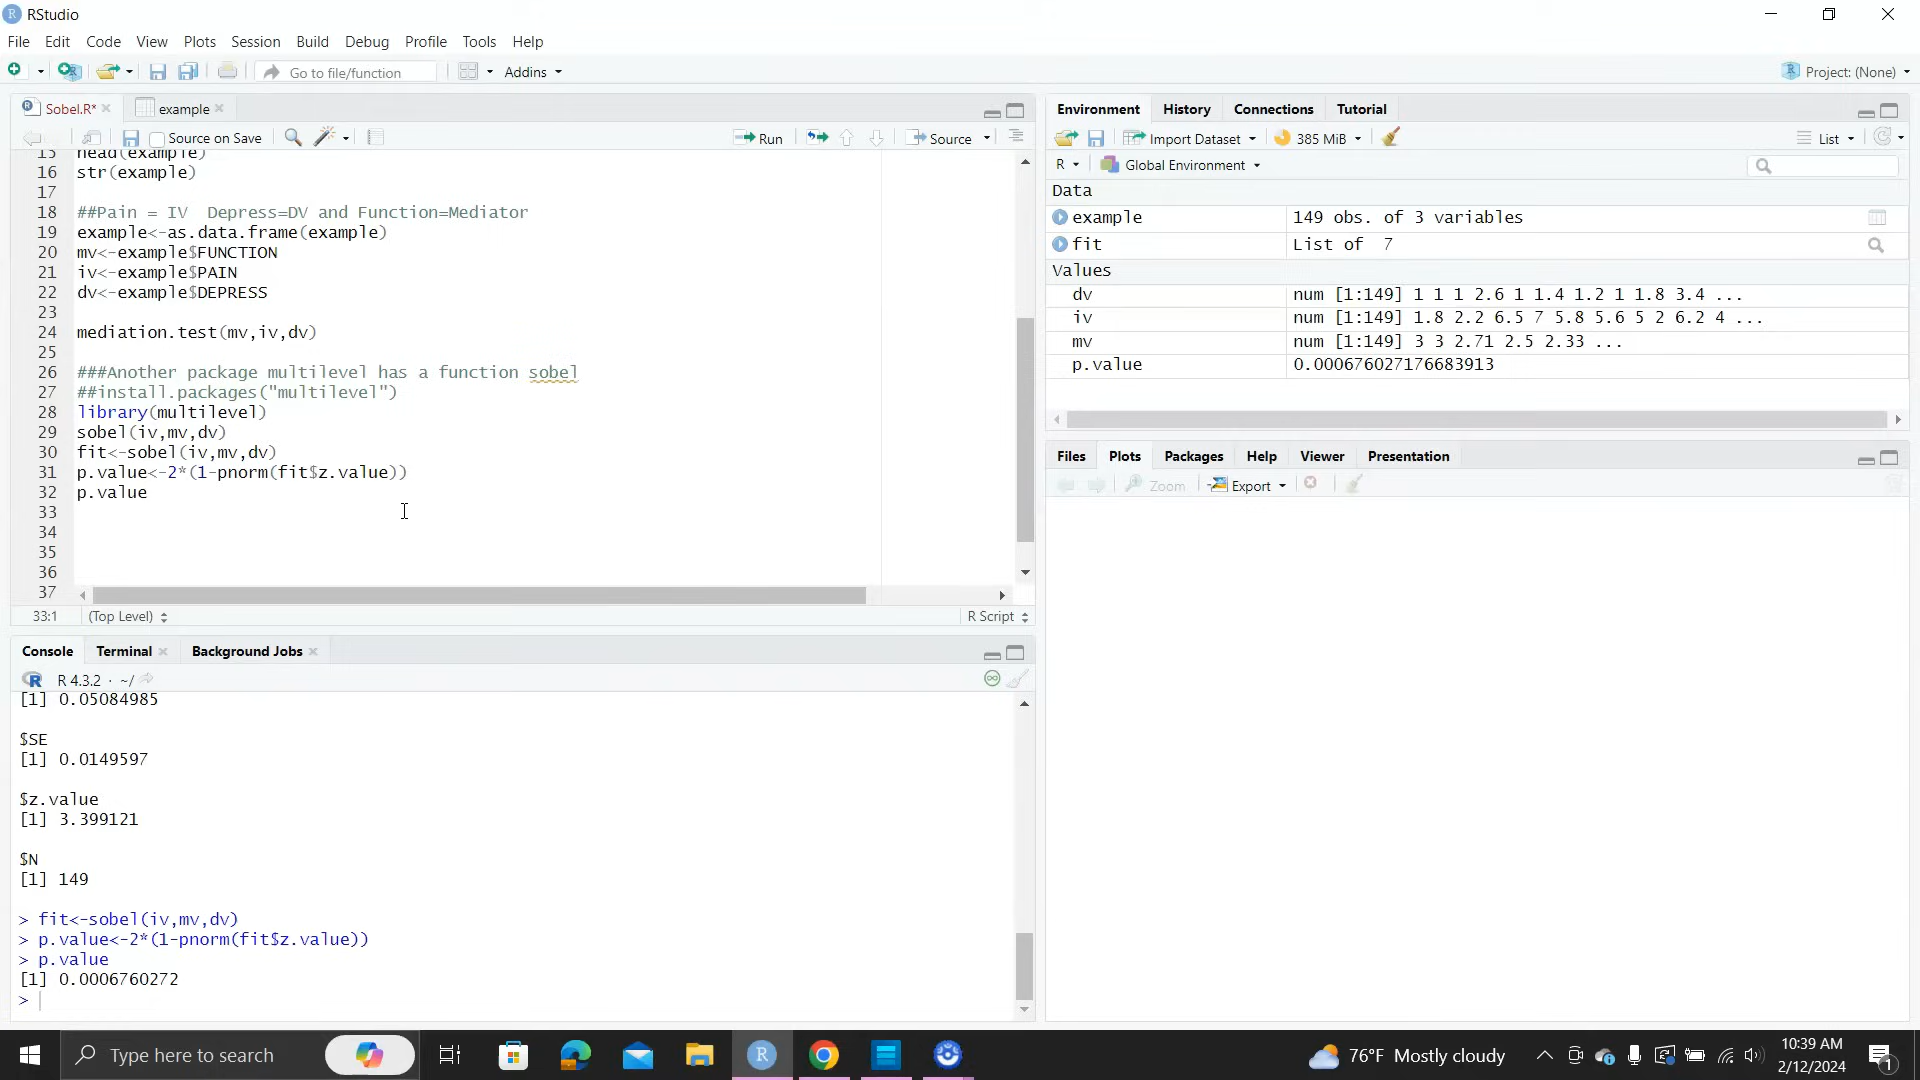 RStudio
File Edit Code View Plots Session Build Debug Profile Tools Help
Go to file/function Addins Project: (None)
Sobel.R* example
Source on Save Run Source
15 head(example)
16 str(example)
17
18 ##Pain = IV  Depress=DV and Function=Mediator
19 example<-as.data.frame(example)
20 mv<-example$FUNCTION
21 iv<-example$PAIN
22 dv<-example$DEPRESS
23
24 mediation.test(mv,iv,dv)
25
26 ###Another package multilevel has a function sobel
27 ##install.packages("multilevel")
28 library(multilevel)
29 sobel(iv,mv,dv)
30 fit<-sobel(iv,mv,dv)
31 p.value<-2*(1-pnorm(fit$z.value))
32 p.value
33
34
35
36
37
33:1 (Top Level) R Script
Console Terminal Background Jobs
R 4.3.2 · ~/
[1] 0.05084985
$SE
[1] 0.0149597
$z.value
[1] 3.399121
$N
[1] 149
> fit<-sobel(iv,mv,dv)
> p.value<-2*(1-pnorm(fit$z.value))
> p.value
[1] 0.0006760272
>
Environment History Connections Tutorial
Import Dataset 385 MiB List
R Global Environment
Data
example 149 obs. of 3 variables
fit List of  7
Values
dv num [1:149] 1 1 1 2.6 1 1.4 1.2 1 1.8 3.4 ...
iv num [1:149] 1.8 2.2 6.5 7 5.8 5.6 5 2 6.2 4 ...
mv num [1:149] 3 3 2.71 2.5 2.33 ...
p.value 0.000676027176683913
Files Plots Packages Help Viewer Presentation
Zoom Export
Type here to search
76°F Mostly cloudy
10:39 AM
2/12/2024
1